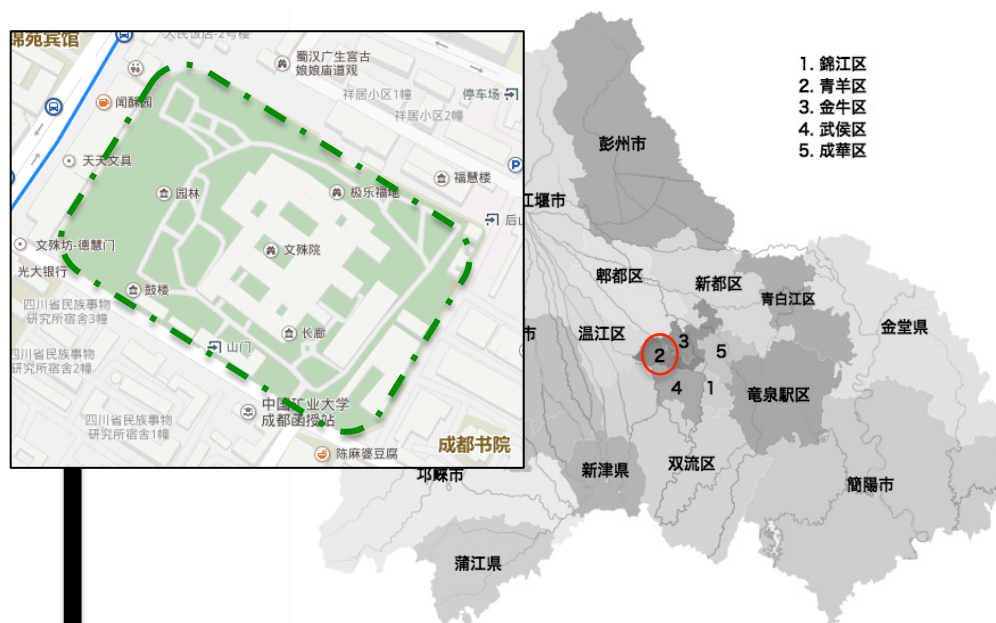 锦苑宾馆
蜀汉广生宫古
娘娘庙道观
祥居小区1幢
停车场
祥居小区2幢
闻酥园
天天文具
福慧楼
园林
极乐福地
后山
文殊坊-德慧门
文殊院
光大银行
鼓楼
四川省民族事物
研究所宿舍3幢
长廊
山门
四川省民族事物
研究所宿舍2幢
中国矿业大学
成都函授站
四川省民族事物
研究所宿舍1幢
成都书院
陈麻婆豆腐
1. 錦江区
2. 青羊区
3. 金牛区
4. 武侯区
5. 成華区
彭州市
江堰市
郫都区
新都区
青白江区
金堂県
温江区
市
2
3
5
4
1
竜泉駅区
邛崍市
新津県
双流区
簡陽市
蒲江県